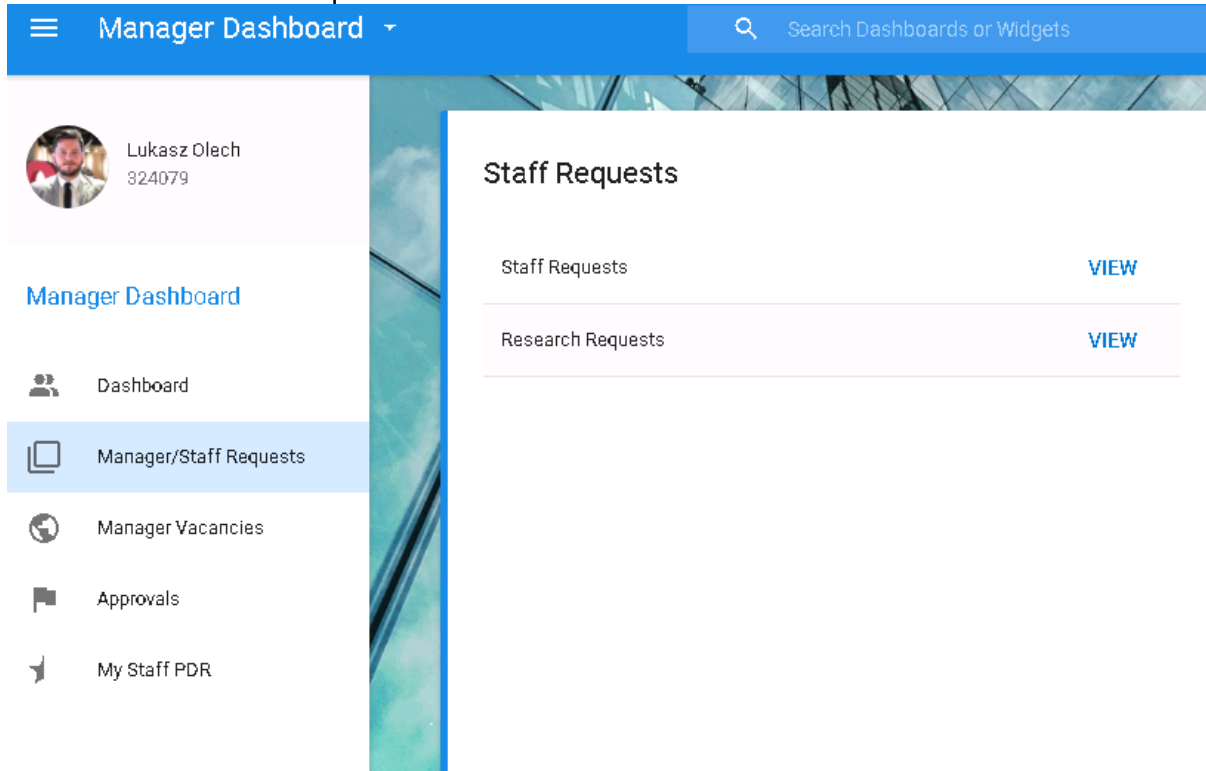 Manager Dashboard
Search Dashboards or Widgets
Lukasz Olech
324079
Manager Dashboard
Dashboard
Manager/Staff Requests
Manager Vacancies
Approvals
My Staff PDR
Staff Requests
Staff Requests VIEW
Research Requests VIEW